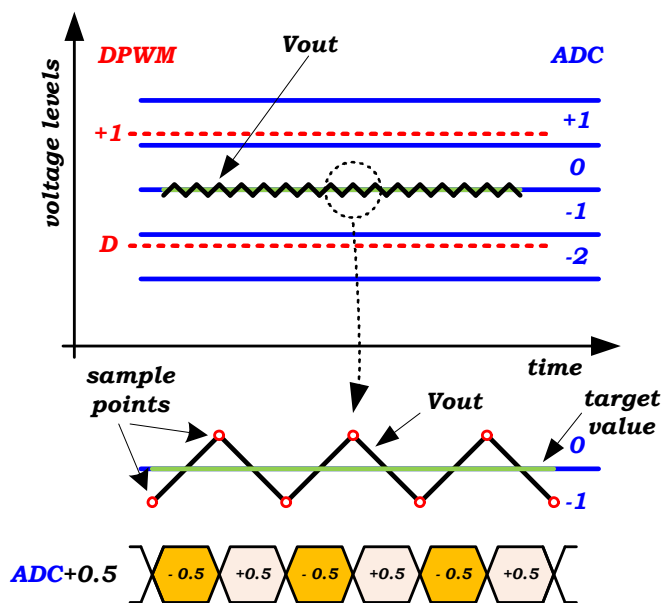 voltage levels
DPWM
Vout
ADC
+1
+1
0
-1
D
-2
time
sample
points
Vout
target
value
0
-1
ADC+0.5
- 0.5
+0.5
- 0.5
+0.5
- 0.5
+0.5